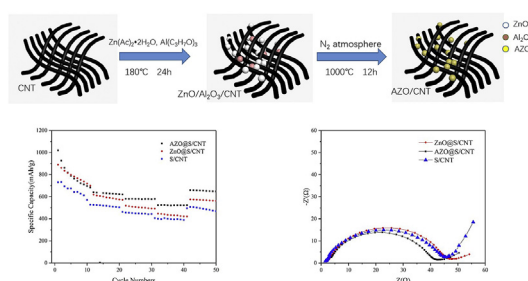 Zn(Ac)₂•2H₂O, Al(C₃H₇O)₃
180℃ 24h
N₂ atmosphere
1000℃ 12h
ZnO
Al₂O
AZO
CNT
ZnO/Al₂O₃/CNT
AZO/CNT
1200
1000
800
600
400
200
0
Specific Capacity(mAh/g)
AZO@S/CNT
ZnO@S/CNT
S/CNT
0 10 20 30 40 50
Cycle Numbers
-60
-40
-20
0
-Z'(Ω)
ZnO@S/CNT
AZO@S/CNT
S/CNT
0 10 20 30 40 50 60
Z(Ω)